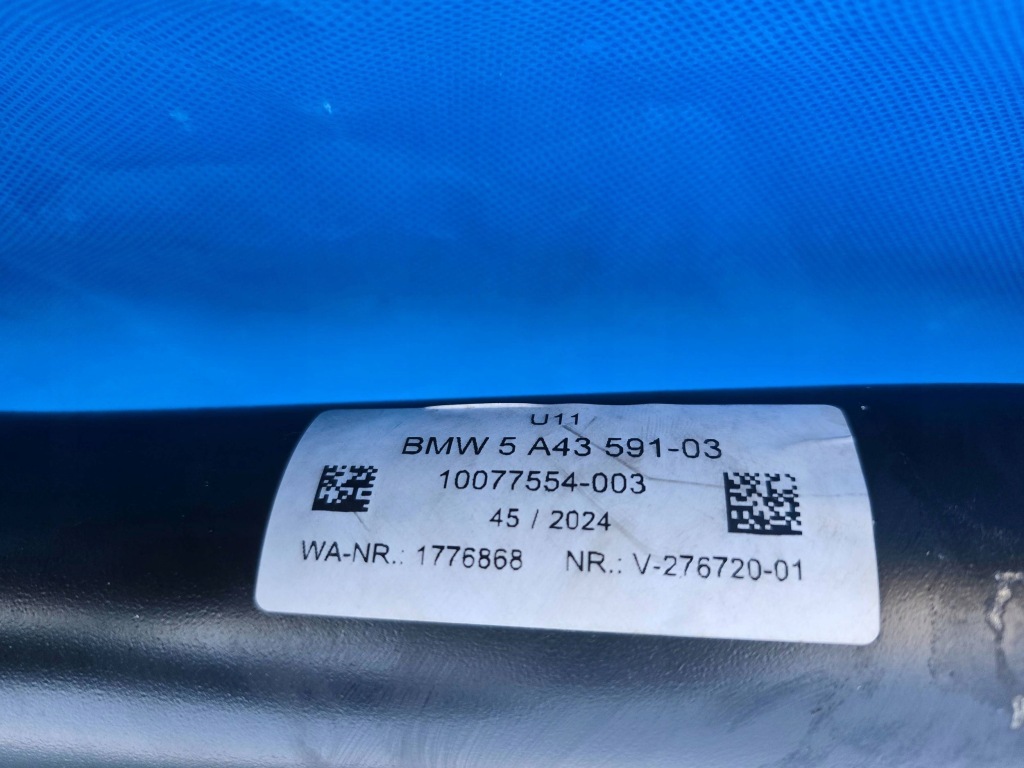 U11
BMW 5 A43 591-03
10077554-003
45 / 2024
WA-NR.: 1776868 NR.: V-276720-01